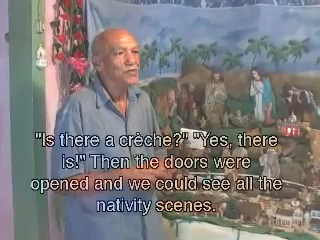 "Is there a crèche?" "Yes, there
is!" Then the doors were
opened and we could see all the
nativity scenes.